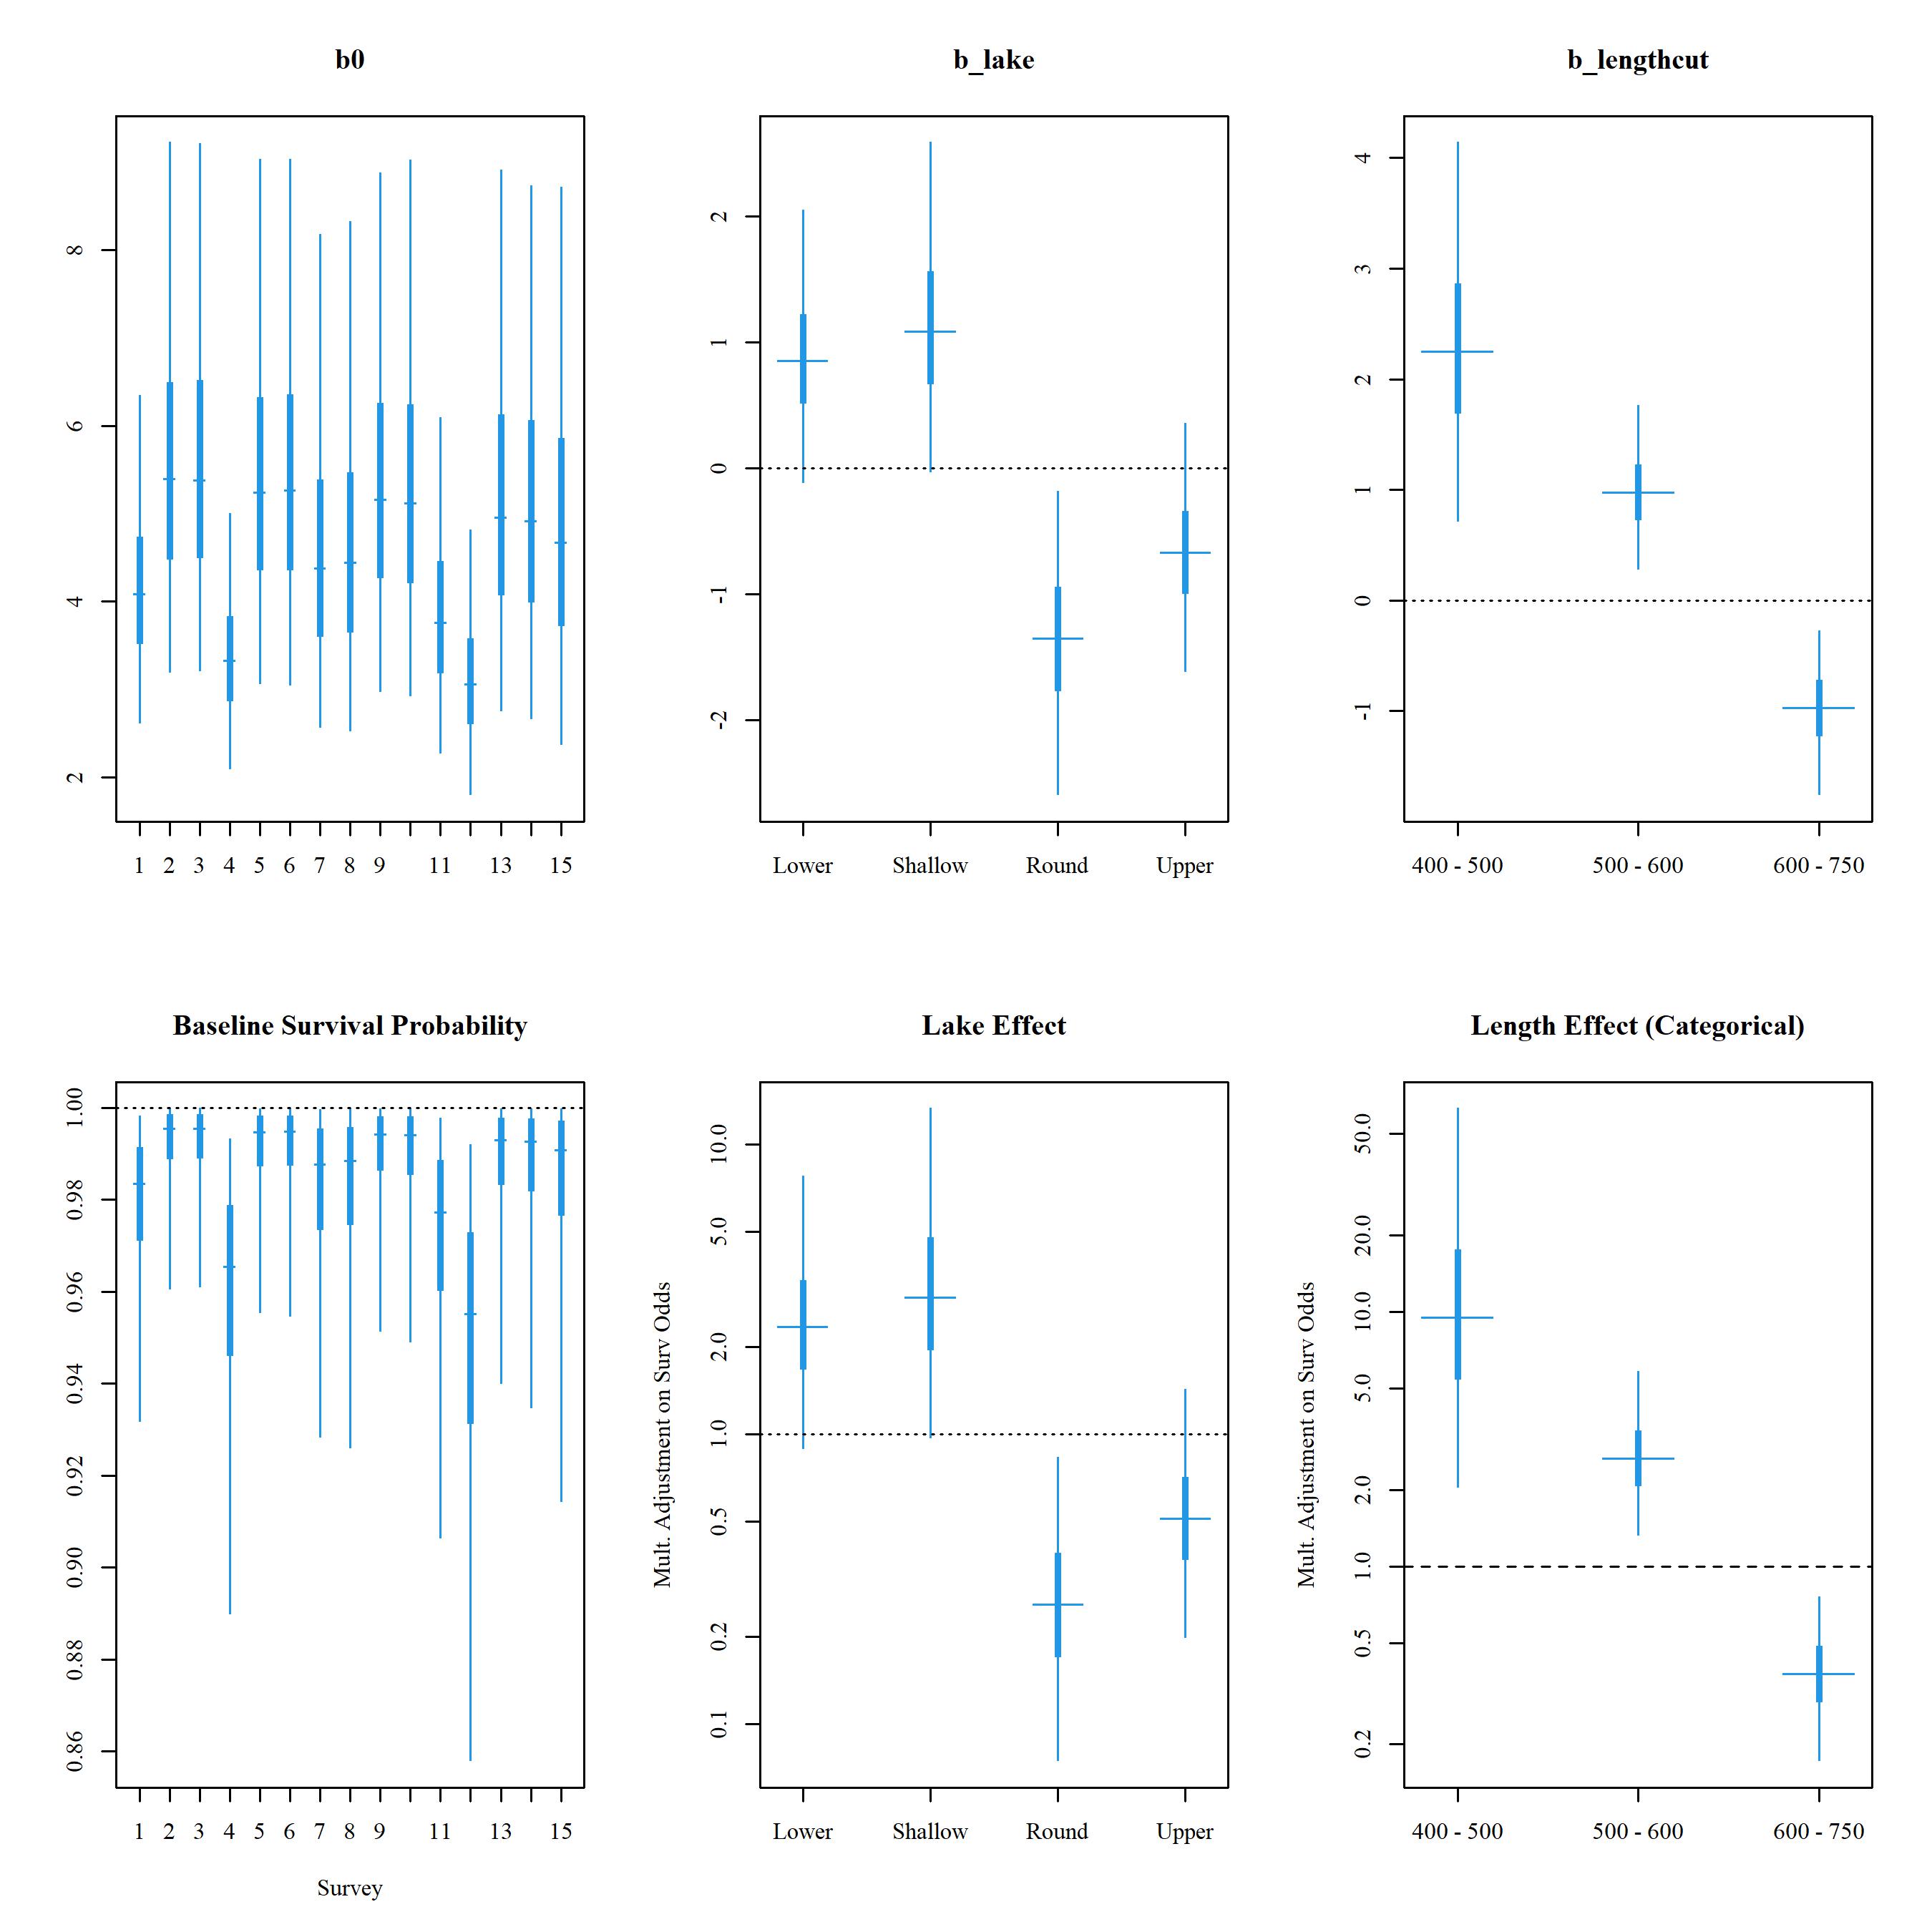 b0
8
6
4
2
1 2 3 4 5 6 7 8 9 11 13 15
b_lake
2
1
0
-1
-2
Lower Shallow Round Upper
b_lengthcut
4
3
2
1
0
-1
400 - 500 500 - 600 600 - 750
Baseline Survival Probability
1.00
0.98
0.96
0.94
0.92
0.90
0.88
0.86
1 2 3 4 5 6 7 8 9 11 13 15
Survey
Lake Effect
Mult. Adjustment on Surv Odds
10.0
5.0
2.0
1.0
0.5
0.2
0.1
Lower Shallow Round Upper
Length Effect (Categorical)
Mult. Adjustment on Surv Odds
50.0
20.0
10.0
5.0
2.0
1.0
0.5
0.2
400 - 500 500 - 600 600 - 750